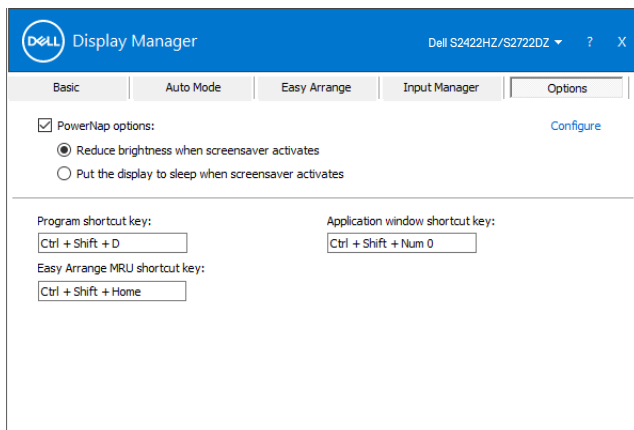 DELL Display Manager Dell S2422HZ/S2722DZ ? X
Basic Auto Mode Easy Arrange Input Manager Options
PowerNap options: Configure
Reduce brightness when screensaver activates
Put the display to sleep when screensaver activates
Program shortcut key: Application window shortcut key:
Ctrl + Shift + D Ctrl + Shift + Num 0
Easy Arrange MRU shortcut key:
Ctrl + Shift + Home